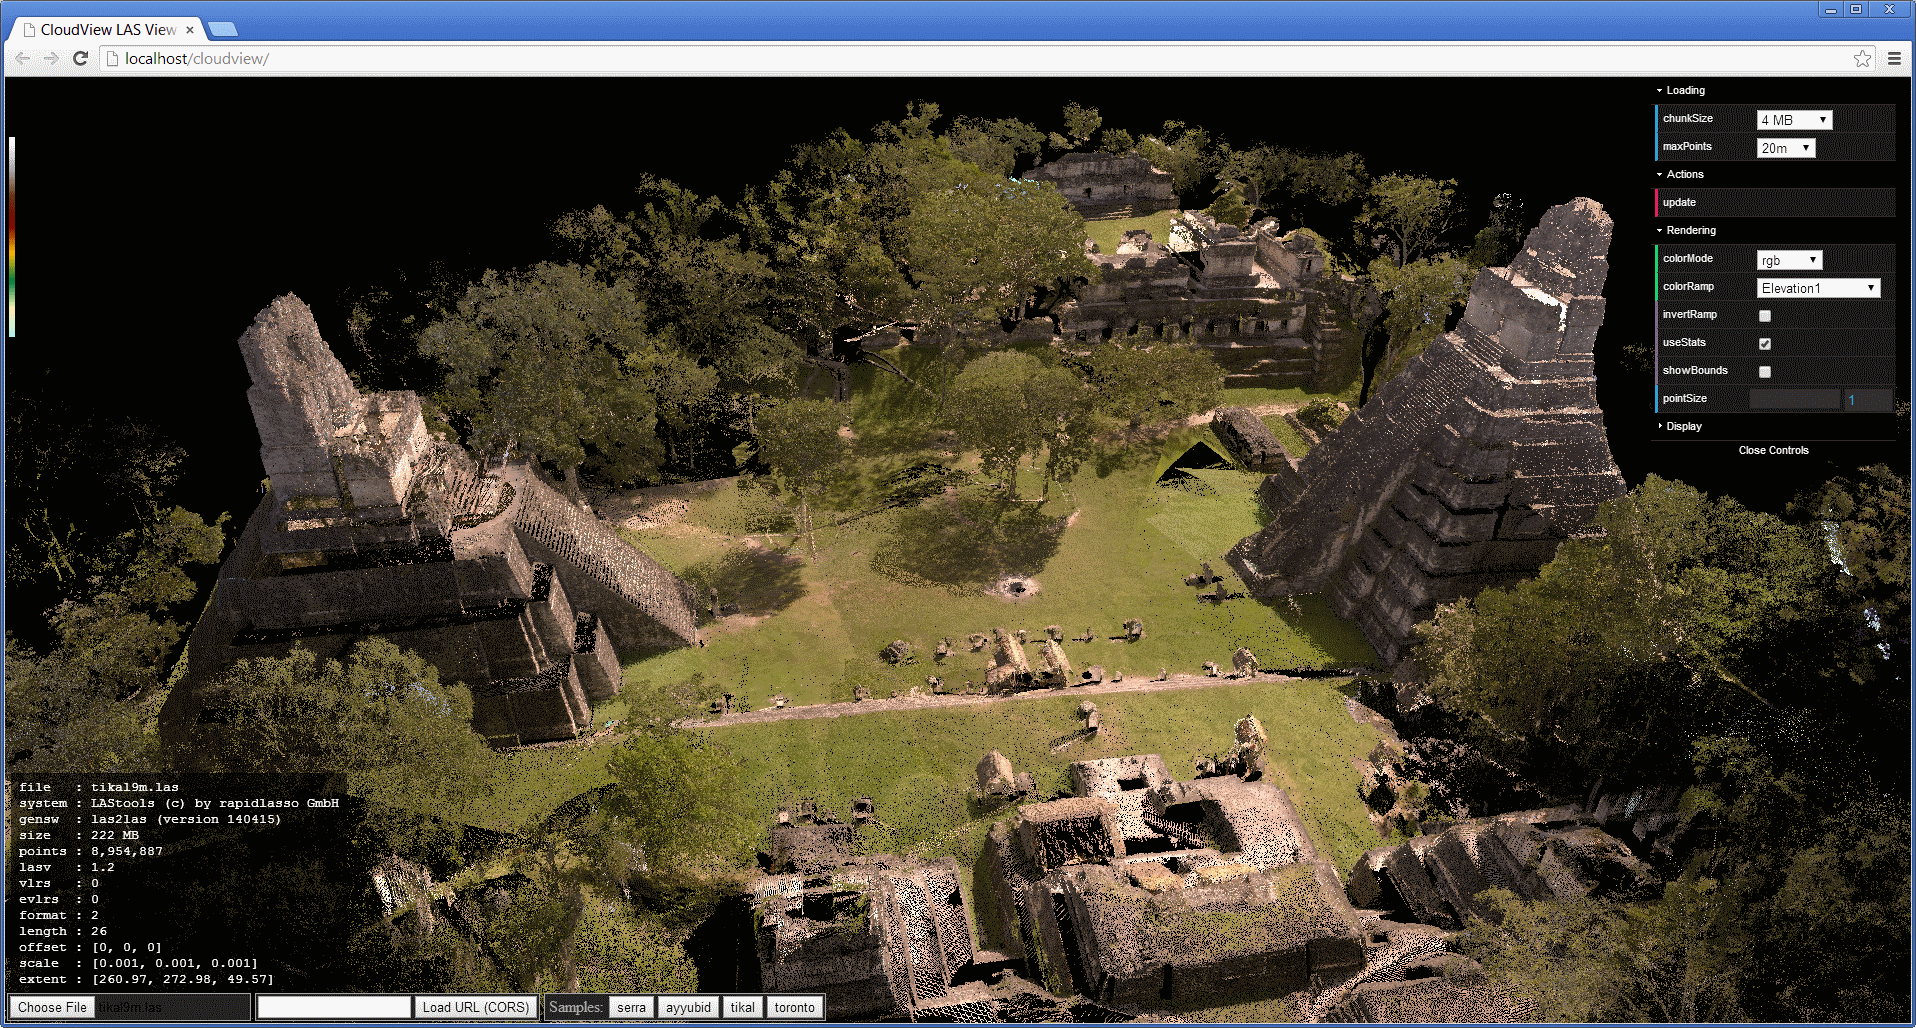 CloudView LAS View
localhost/cloudview/
Loading
chunkSize 4 MB
maxPoints 20m
Actions
update
Rendering
colorMode rgb
colorRamp Elevation1
invertRamp
useStats
showBounds
pointSize 1
Display
Close Controls
file : tikal9m.las
system : LAStools (c) by rapidlasso GmbH
gensw : las2las (version 140415)
size : 222 MB
points : 8,954,887
lasv : 1.2
vlrs : 0
evlrs : 0
format : 2
length : 26
offset : [0, 0, 0]
scale : [0.001, 0.001, 0.001]
extent : [260.97, 272.98, 49.57]
Choose File tikal9m.las Load URL (CORS) Samples: serra ayyubid tikal toronto